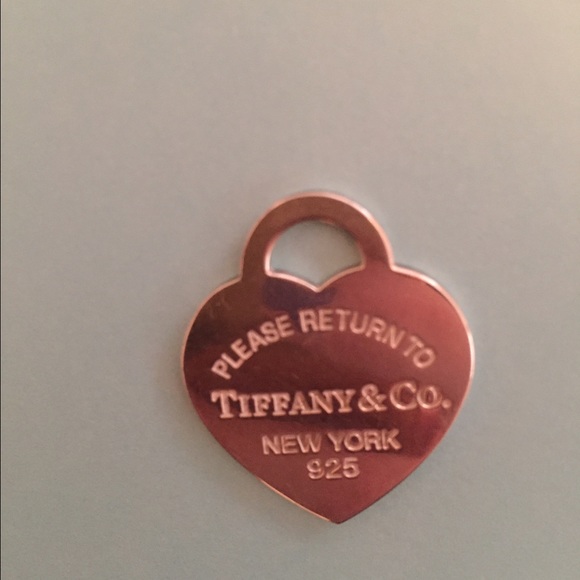 PLEASE RETURN TO
TIFFANY & CO.
NEW YORK
925